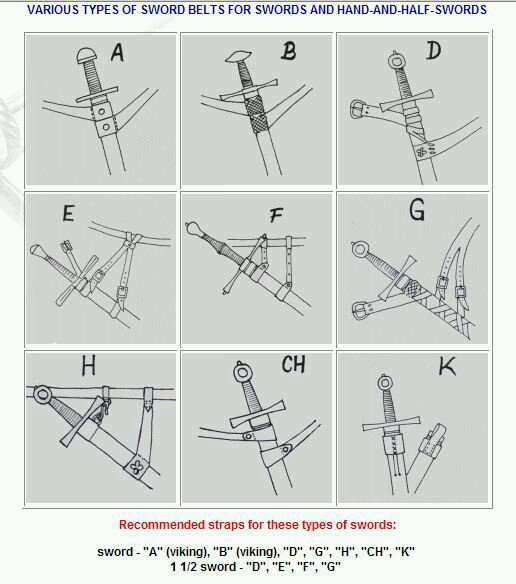 VARIOUS TYPES OF SWORD BELTS FOR SWORDS AND HAND-AND-HALF-SWORDS
A
B
D
E
F
G
H
CH
K
Recommended straps for these types of swords:
sword - "A" (viking), "B" (viking), "D", "G", "H", "CH", "K"
1 1/2 sword - "D", "E", "F", "G"